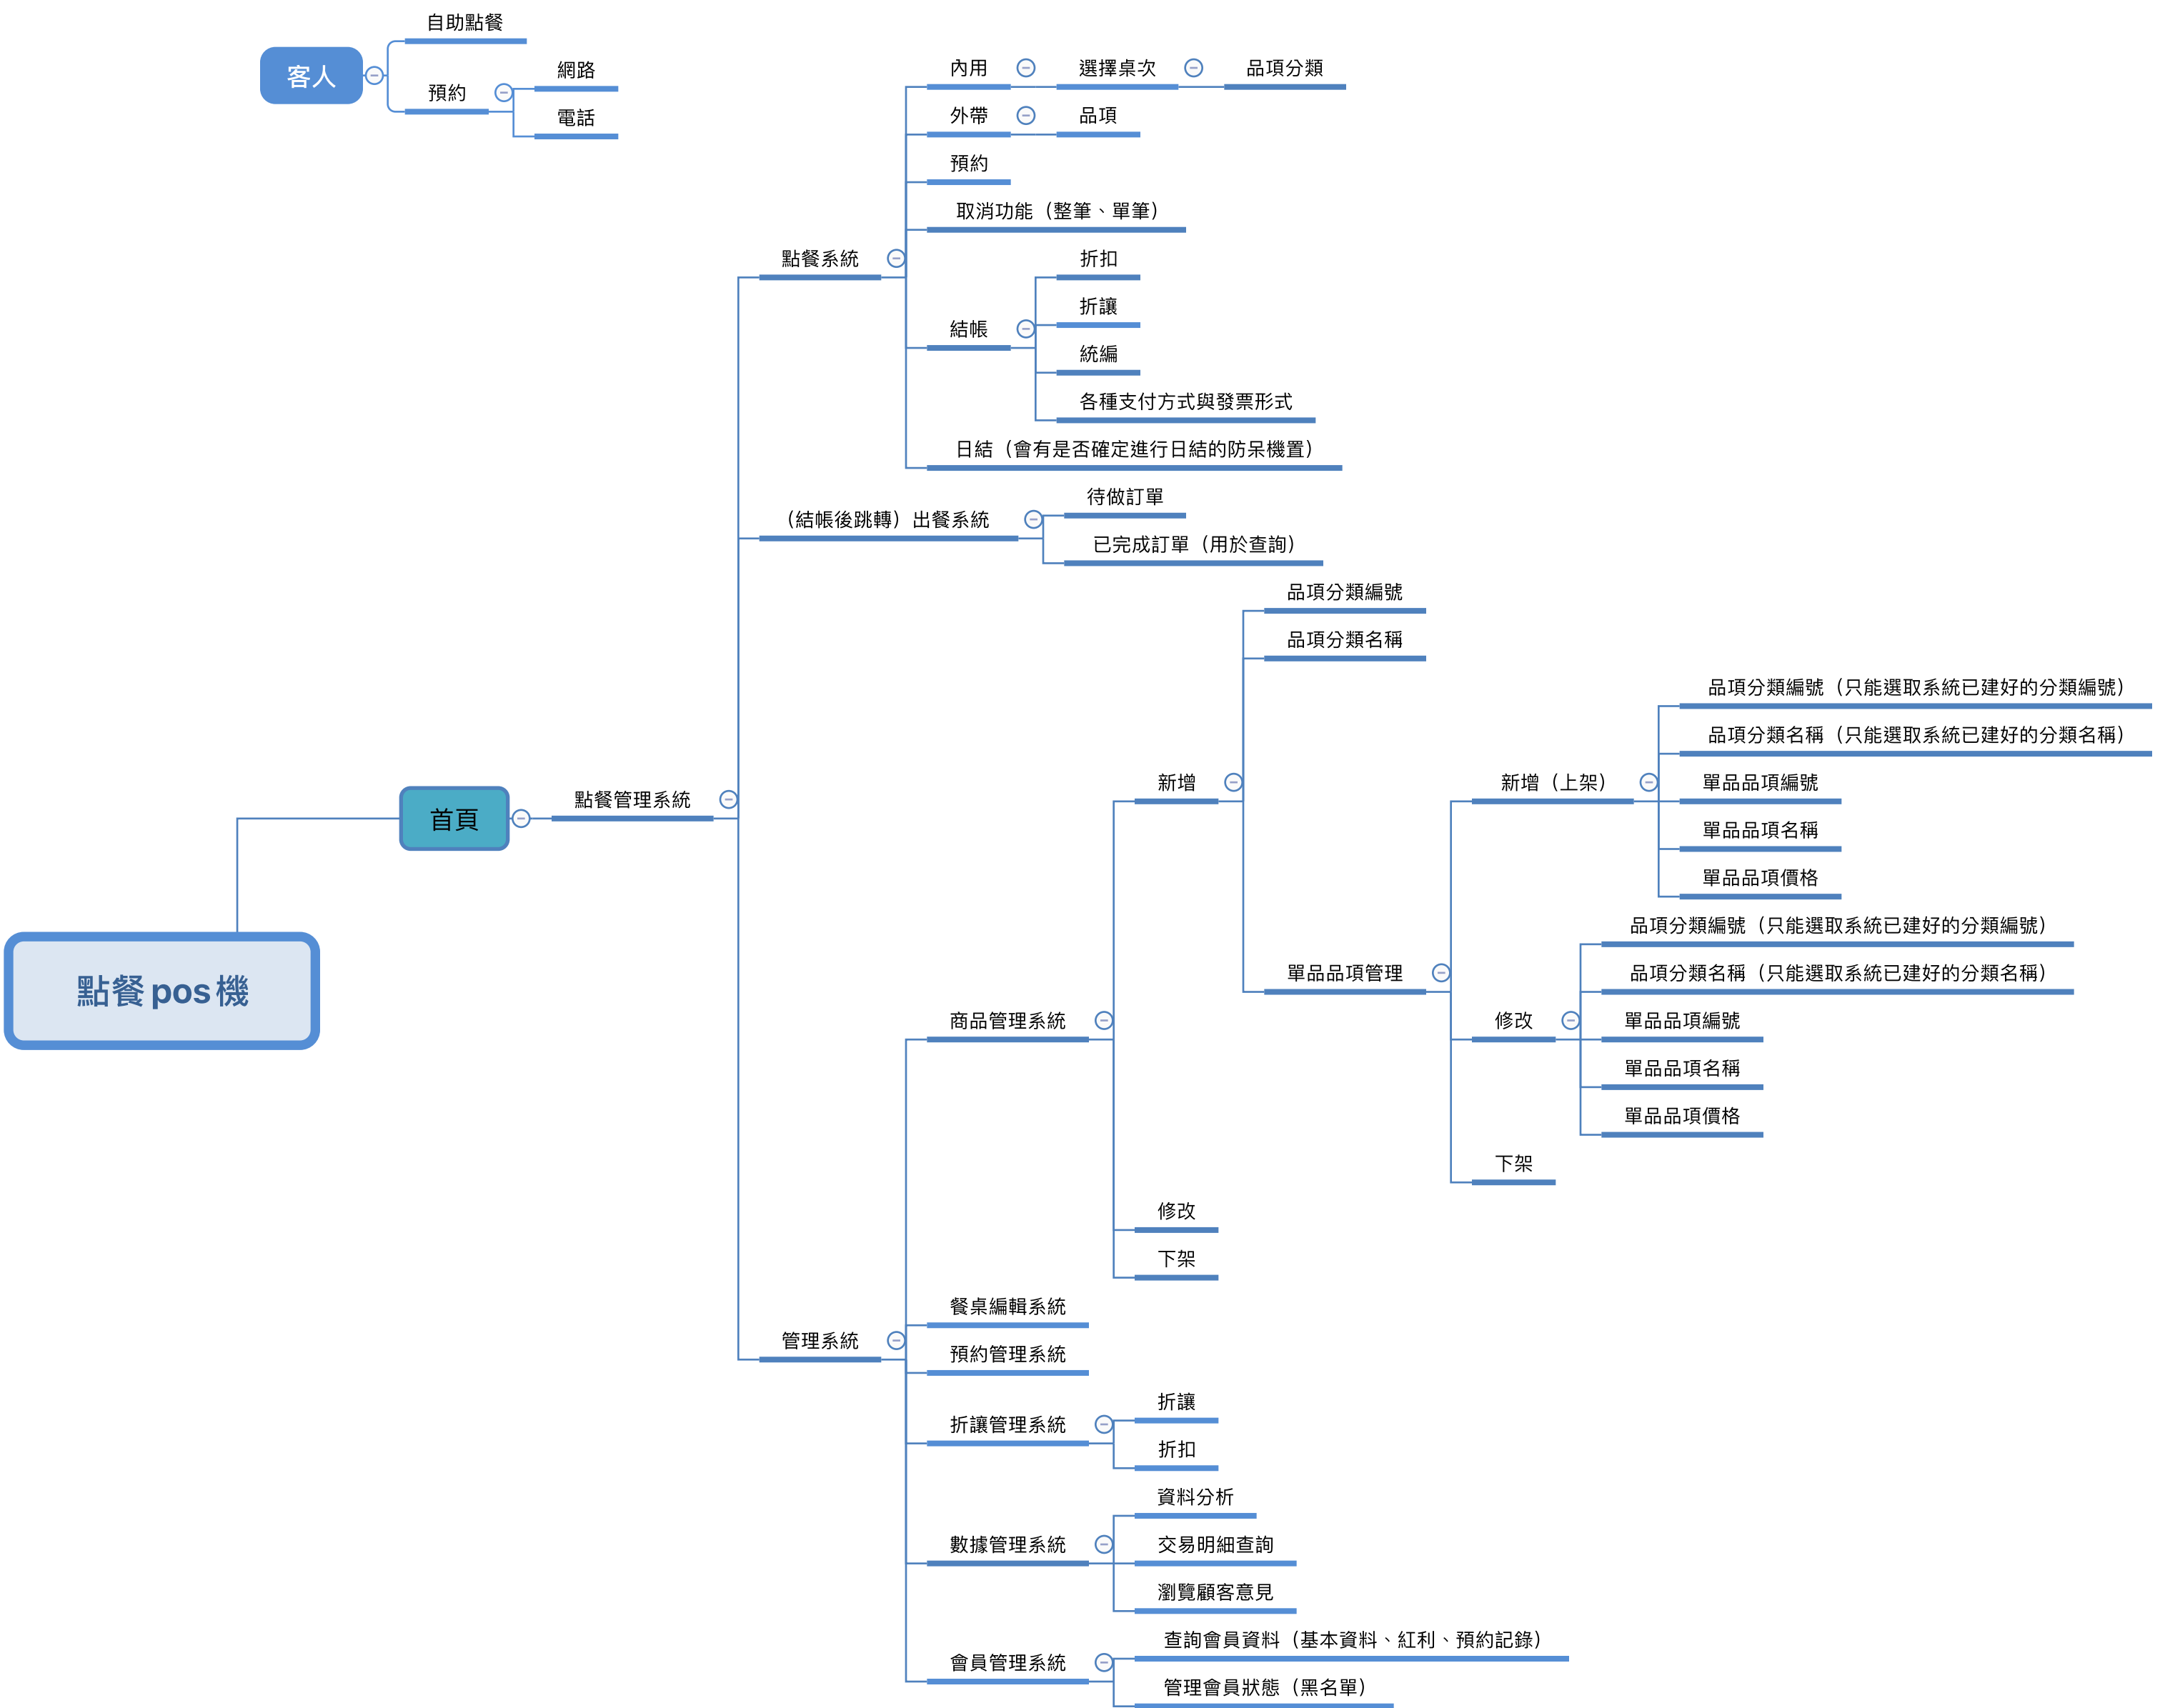 客人
自助點餐
預約
網路
電話
點餐 pos 機
首頁
點餐管理系統
點餐系統
內用
選擇桌次
品項分類
外帶
品項
預約
取消功能（整筆、單筆）
結帳
折扣
折讓
統編
各種支付方式與發票形式
日結（會有是否確定進行日結的防呆機置）
（結帳後跳轉）出餐系統
待做訂單
已完成訂單（用於查詢）
管理系統
商品管理系統
新增
品項分類編號
品項分類名稱
單品品項管理
新增（上架）
品項分類編號（只能選取系統已建好的分類編號）
品項分類名稱（只能選取系統已建好的分類名稱）
單品品項編號
單品品項名稱
單品品項價格
修改
品項分類編號（只能選取系統已建好的分類編號）
品項分類名稱（只能選取系統已建好的分類名稱）
單品品項編號
單品品項名稱
單品品項價格
下架
修改
下架
餐桌編輯系統
預約管理系統
折讓管理系統
折讓
折扣
數據管理系統
資料分析
交易明細查詢
瀏覽顧客意見
會員管理系統
查詢會員資料（基本資料、紅利、預約記錄）
管理會員狀態（黑名單）